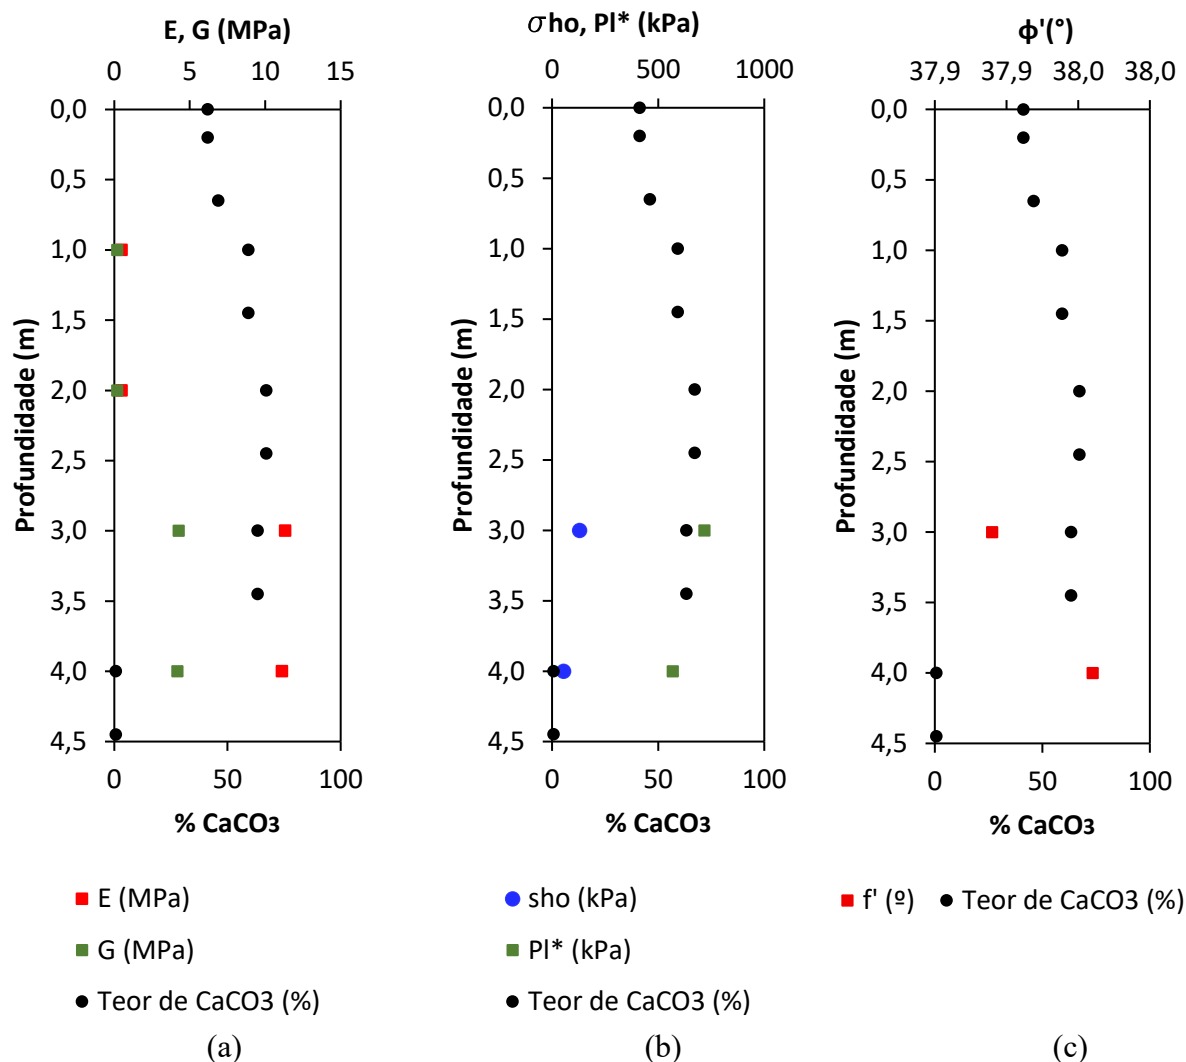 E, G (MPa)
0 5 10 15
0,0
0,5
1,0
1,5
2,0
2,5
3,0
3,5
4,0
4,5
Profundidade (m)
0 50 100
% CaCO3
E (MPa)
G (MPa)
Teor de CaCO3 (%)
(a)
σho, Pl* (kPa)
0 500 1000
0,0
0,5
1,0
1,5
2,0
2,5
3,0
3,5
4,0
4,5
Profundidade (m)
0 50 100
% CaCO3
sho (kPa)
Pl* (kPa)
Teor de CaCO3 (%)
(b)
ϕ'(°)
37,9 37,9 38,0 38,0
0,0
0,5
1,0
1,5
2,0
2,5
3,0
3,5
4,0
4,5
Profundidade (m)
0 50 100
% CaCO3
f' (º) Teor de CaCO3 (%)
(c)